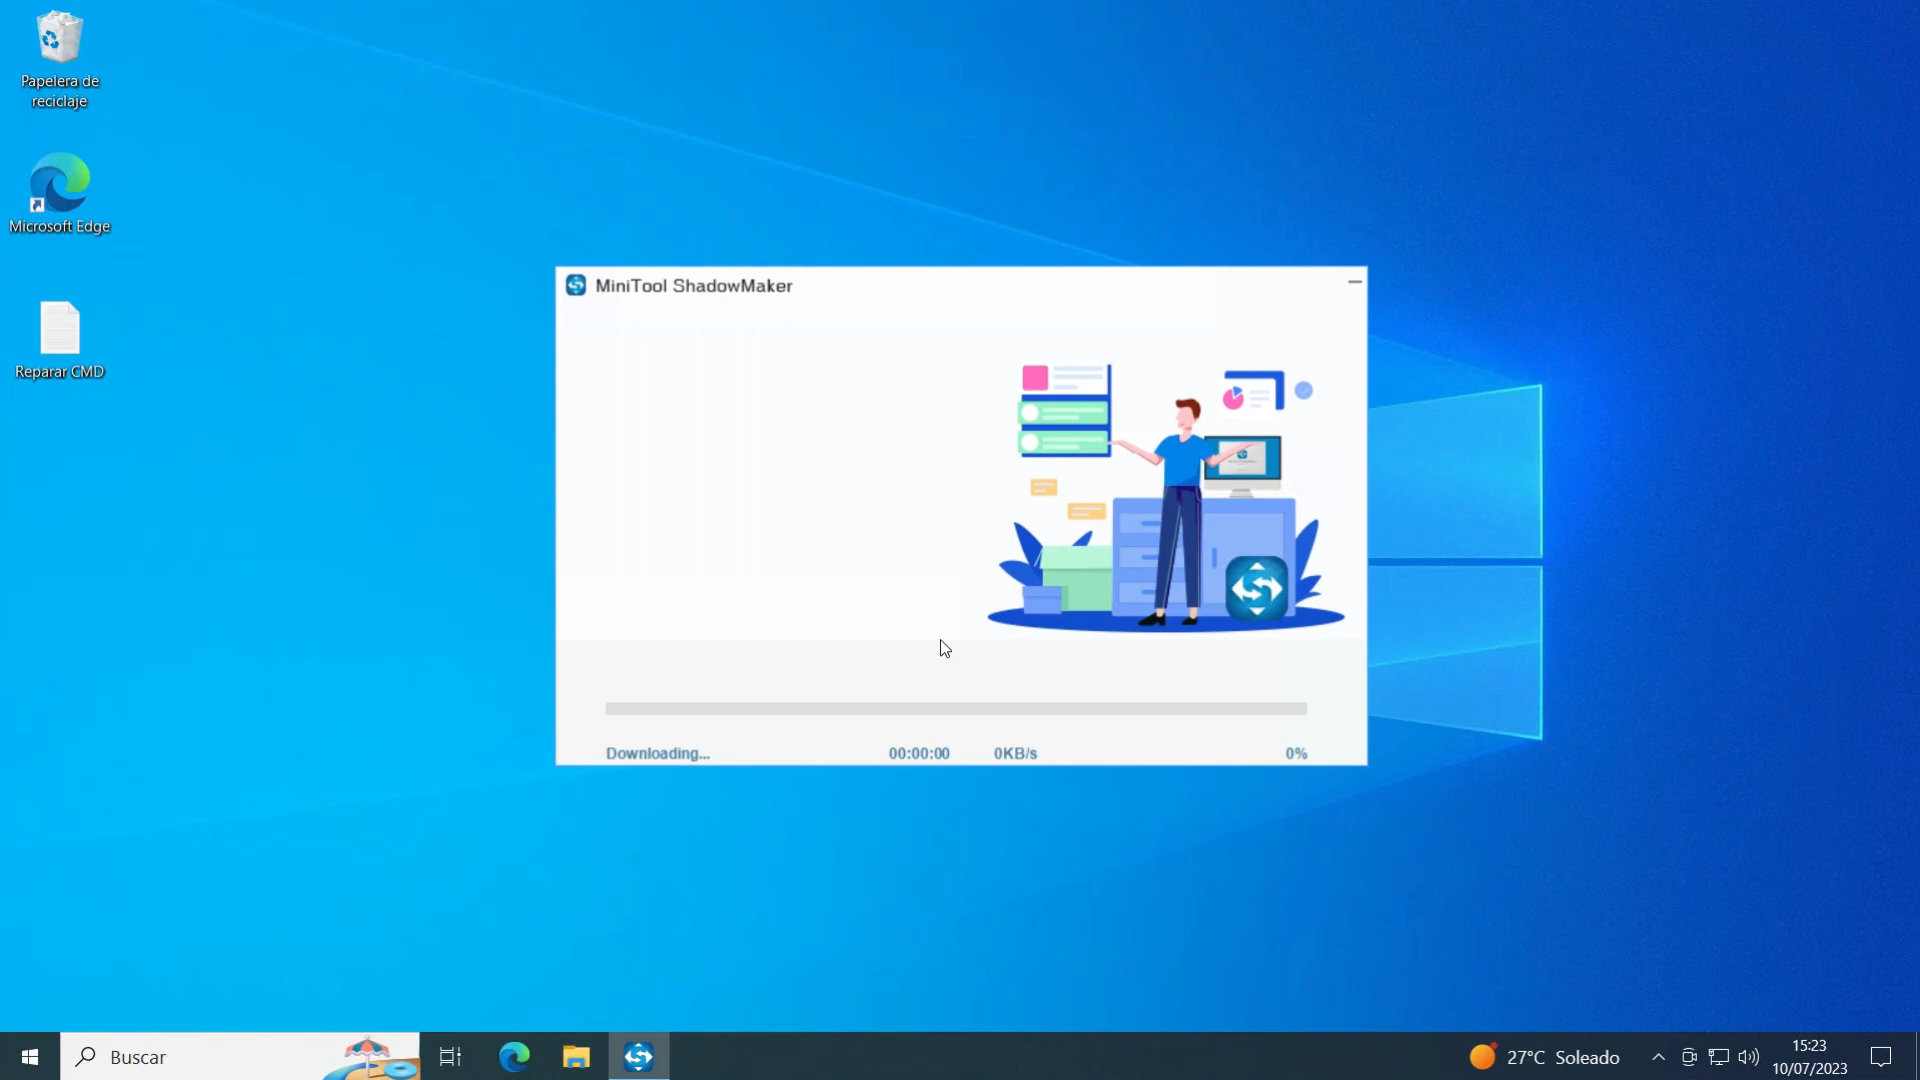 Papelera de
reciclaje
Microsoft Edge
Reparar CMD
MiniTool ShadowMaker
Downloading...
00:00:00
0KB/s
0%
Buscar
27°C Soleado
15:23
10/07/2023